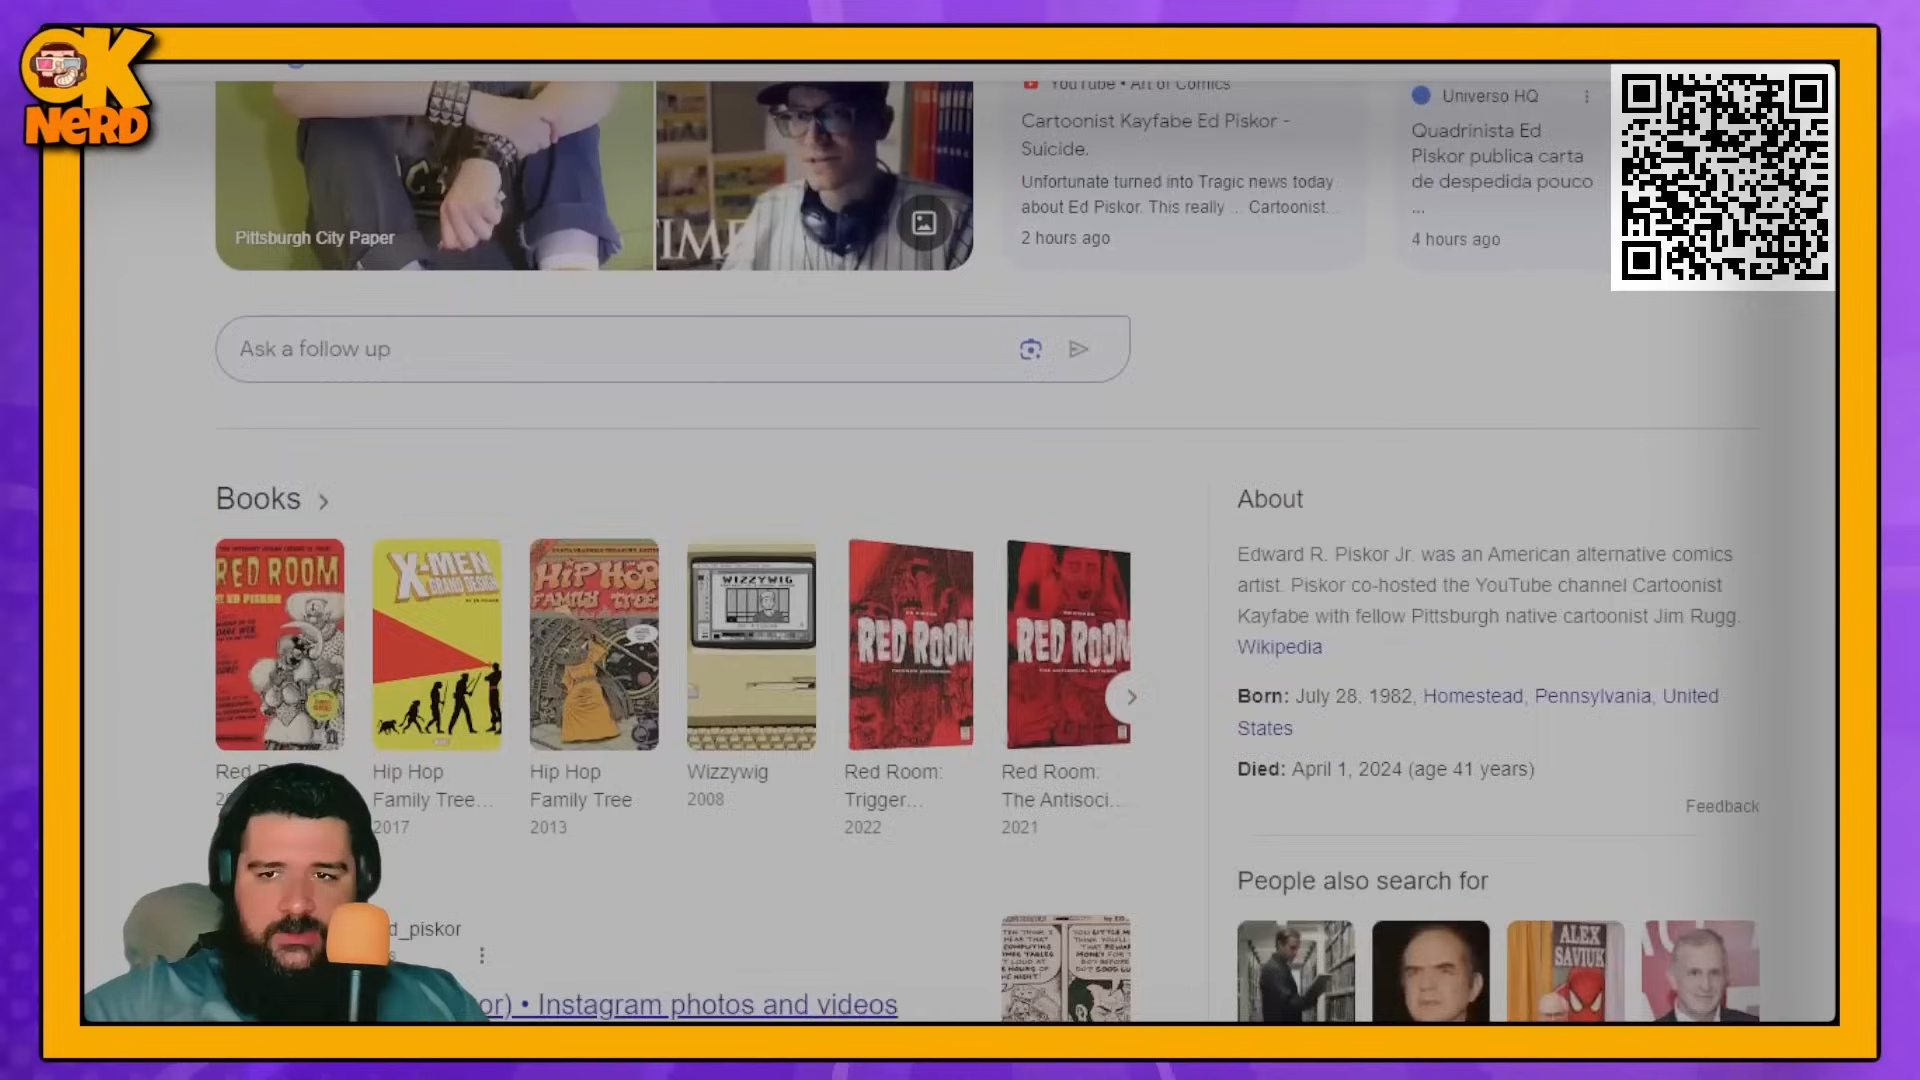 OK
NERD
YouTube • Art of Comics
Cartoonist Kayfabe Ed Piskor -
Suicide.
Unfortunate turned into Tragic news today
about Ed Piskor. This really ... Cartoonist...
2 hours ago
Universo HQ
Quadrinista Ed
Piskor publica carta
de despedida pouco
...
4 hours ago
Pittsburgh City Paper
TIME
Ask a follow up
Books
About
Edward R. Piskor Jr. was an American alternative comics
artist. Piskor co-hosted the YouTube channel Cartoonist
Kayfabe with fellow Pittsburgh native cartoonist Jim Rugg.
Wikipedia
Born: July 28, 1982, Homestead, Pennsylvania, United
States
Died: April 1, 2024 (age 41 years)
Feedback
RED ROOM
BY ED PISKOR
X-MEN
GRAND DESIGN
HIP HOP
FAMILY TREE
WIZZYWIG
RED ROOM
RED ROOM
Red
Hip Hop
Family Tree...
2017
Hip Hop
Family Tree
2013
Wizzywig
2008
Red Room:
Trigger...
2022
Red Room:
The Antisoci...
2021
People also search for
ALEX
SAVIUK
d_piskor
or) • Instagram photos and videos